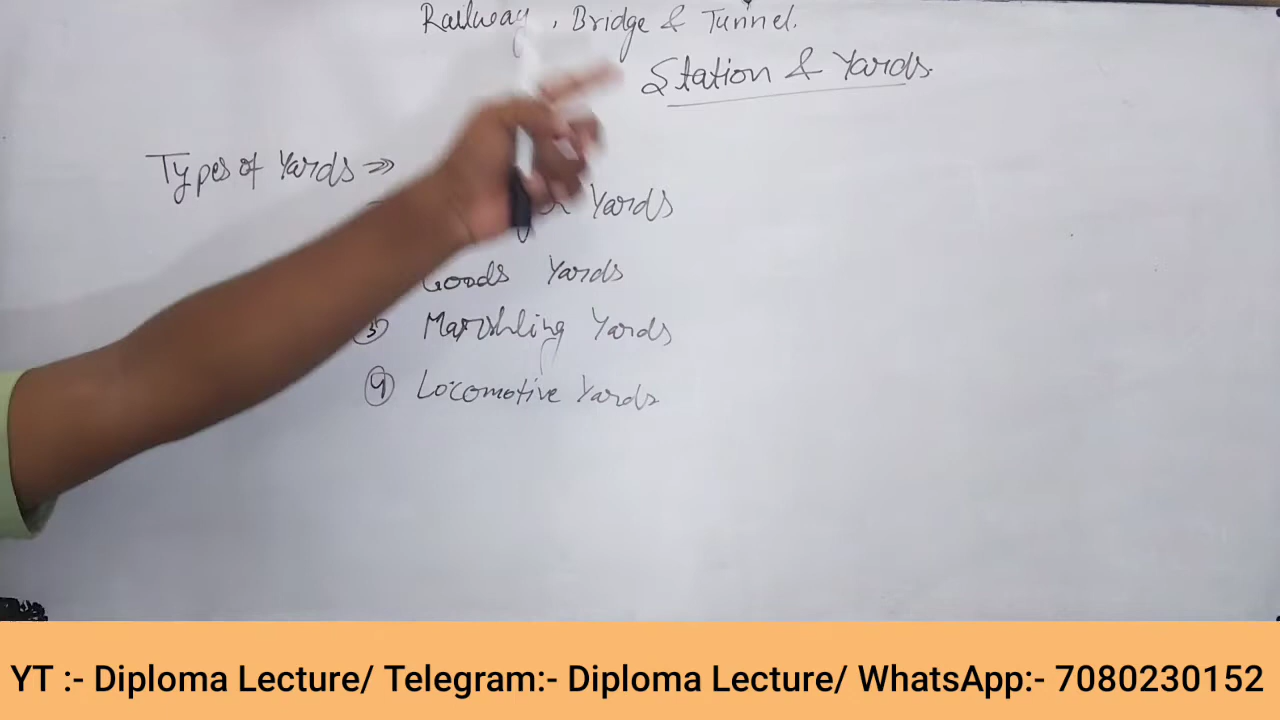 Railway, Bridge & Tunnel.
Station & Yards.
Types of Yards ⇒
Yards
Goods Yards
③ Marshling Yards
④ Locomotive Yards
YT :- Diploma Lecture/ Telegram:- Diploma Lecture/ WhatsApp:- 7080230152